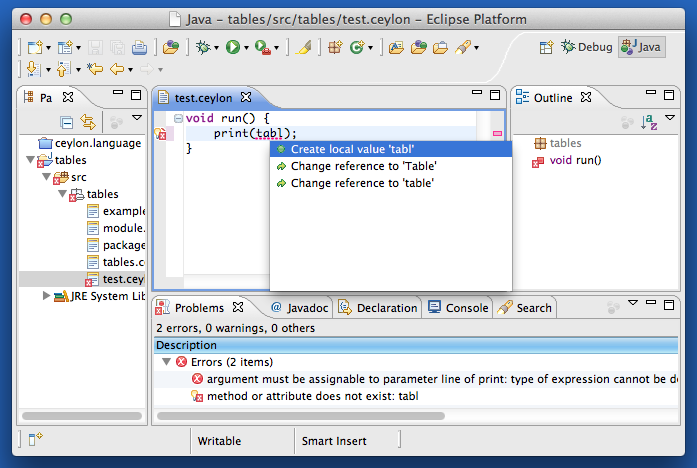 Java – tables/src/tables/test.ceylon – Eclipse Platform
Debug
Java
Pa
test.ceylon
Outline
ceylon.language
tables
src
tables
example
module.
package
tables.c
test.ceyl
JRE System Lib
void run() {
print(tabl);
}
Create local value 'tabl'
Change reference to 'Table'
Change reference to 'table'
tables
void run()
Problems
@ Javadoc
Declaration
Console
Search
2 errors, 0 warnings, 0 others
Description
Errors (2 items)
argument must be assignable to parameter line of print: type of expression cannot be de
method or attribute does not exist: tabl
Writable
Smart Insert